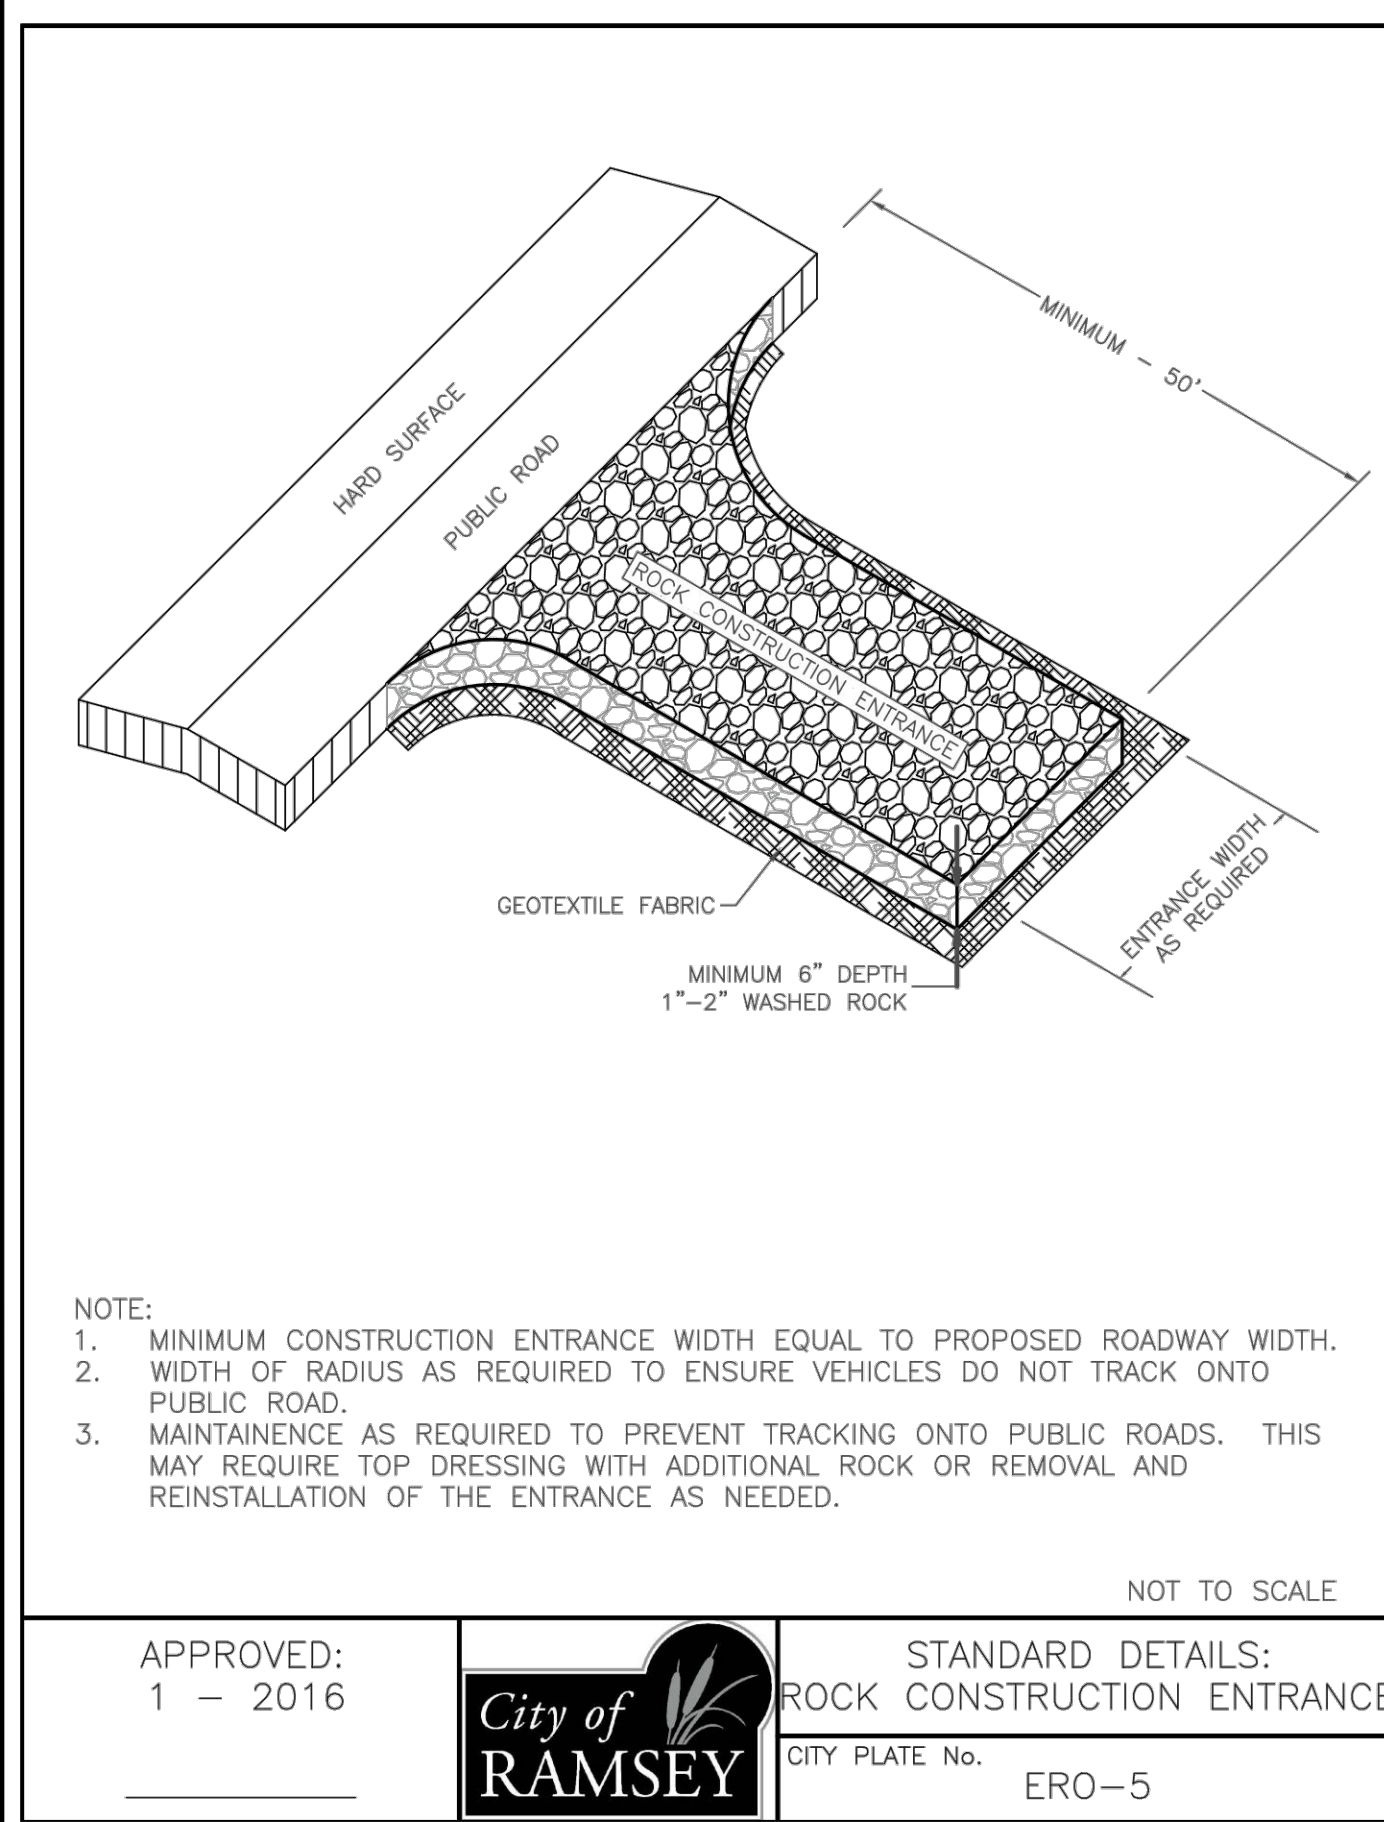 MINIMUM - 50'
HARD SURFACE
PUBLIC ROAD
ROCK CONSTRUCTION ENTRANCE
ENTRANCE WIDTH
AS REQUIRED
GEOTEXTILE FABRIC
MINIMUM 6" DEPTH
1"-2" WASHED ROCK
NOTE:
1. MINIMUM CONSTRUCTION ENTRANCE WIDTH EQUAL TO PROPOSED ROADWAY WIDTH.
2. WIDTH OF RADIUS AS REQUIRED TO ENSURE VEHICLES DO NOT TRACK ONTO
PUBLIC ROAD.
3. MAINTAINENCE AS REQUIRED TO PREVENT TRACKING ONTO PUBLIC ROADS. THIS
MAY REQUIRE TOP DRESSING WITH ADDITIONAL ROCK OR REMOVAL AND
REINSTALLATION OF THE ENTRANCE AS NEEDED.
NOT TO SCALE
APPROVED:
1 - 2016
City of
RAMSEY
STANDARD DETAILS:
ROCK CONSTRUCTION ENTRANCE
CITY PLATE No.
ERO-5